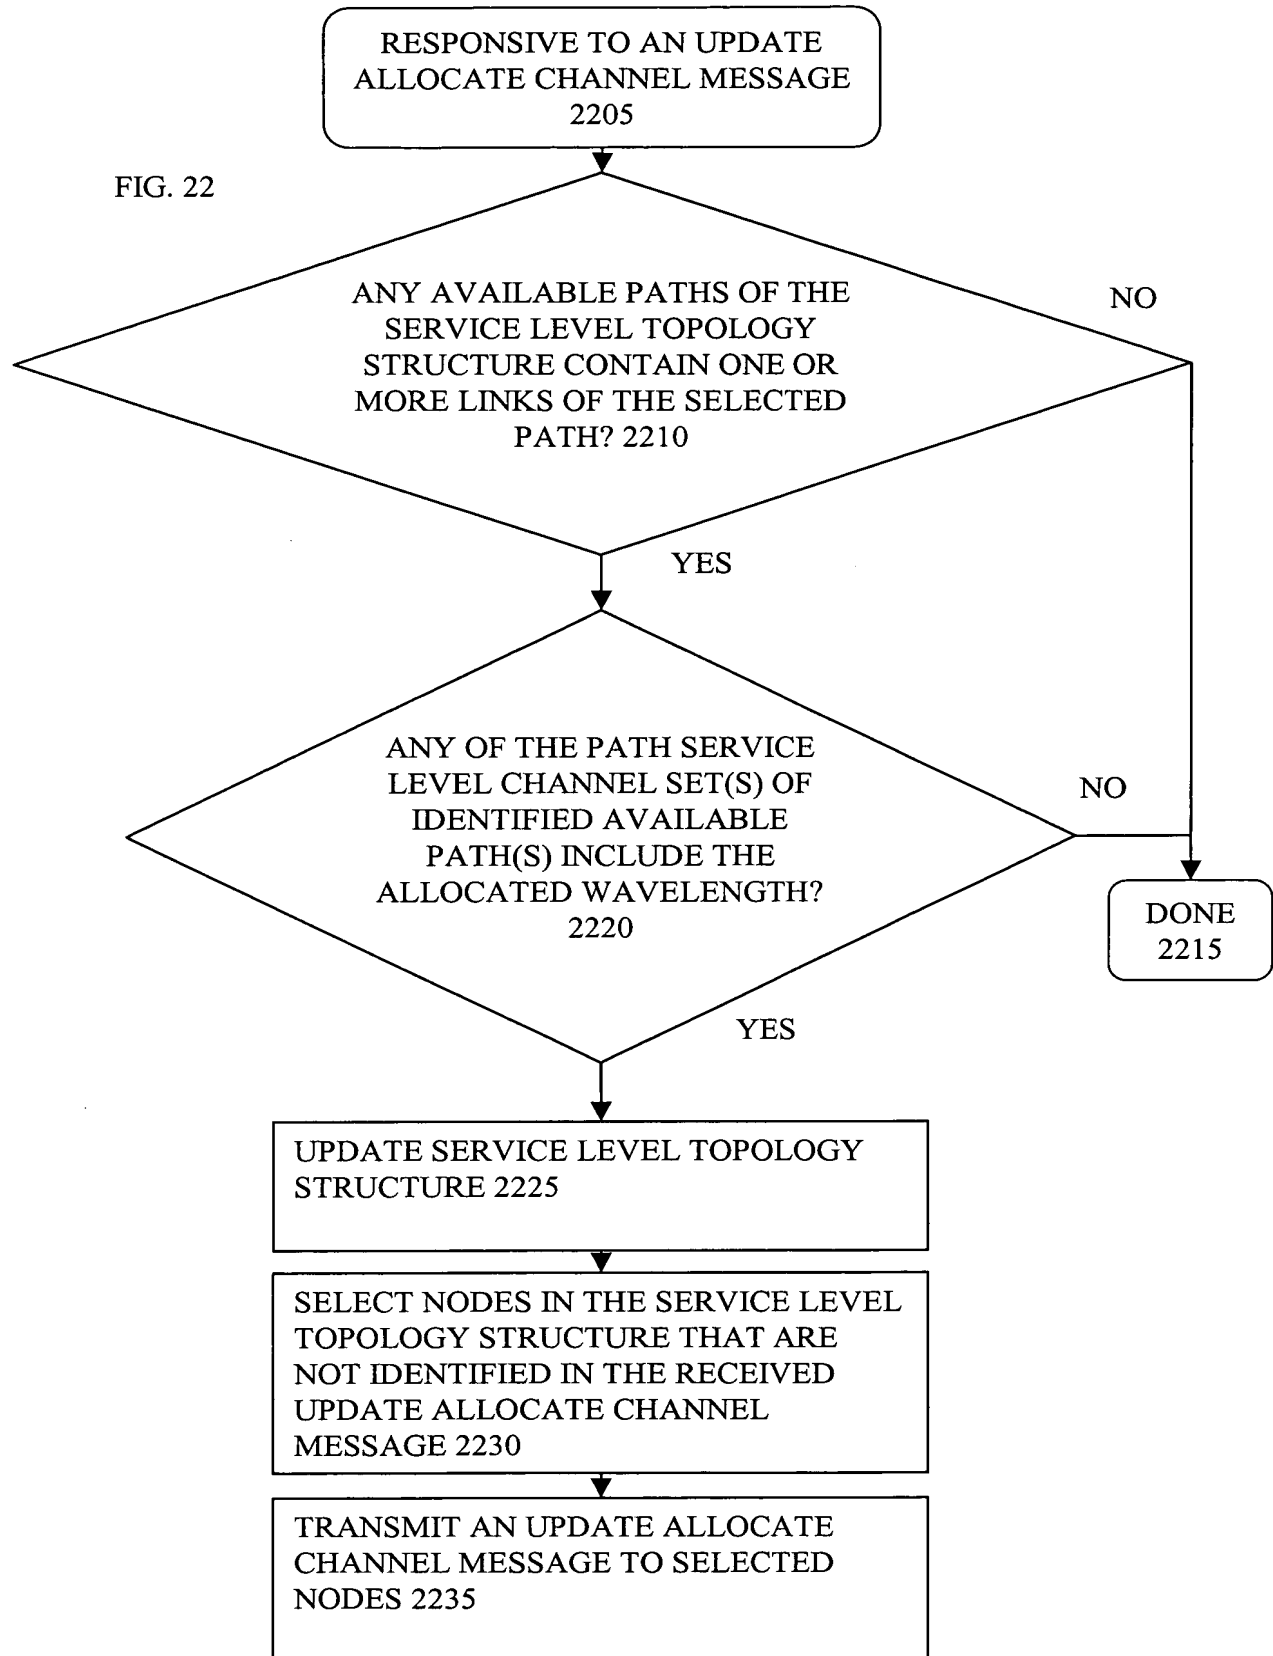 RESPONSIVE TO AN UPDATE
ALLOCATE CHANNEL MESSAGE
2205
FIG. 22
ANY AVAILABLE PATHS OF THE
SERVICE LEVEL TOPOLOGY
STRUCTURE CONTAIN ONE OR
MORE LINKS OF THE SELECTED
PATH? 2210
NO
YES
ANY OF THE PATH SERVICE
LEVEL CHANNEL SET(S) OF
IDENTIFIED AVAILABLE
PATH(S) INCLUDE THE
ALLOCATED WAVELENGTH?
2220
NO
DONE
2215
YES
UPDATE SERVICE LEVEL TOPOLOGY
STRUCTURE 2225
SELECT NODES IN THE SERVICE LEVEL
TOPOLOGY STRUCTURE THAT ARE
NOT IDENTIFIED IN THE RECEIVED
UPDATE ALLOCATE CHANNEL
MESSAGE 2230
TRANSMIT AN UPDATE ALLOCATE
CHANNEL MESSAGE TO SELECTED
NODES 2235